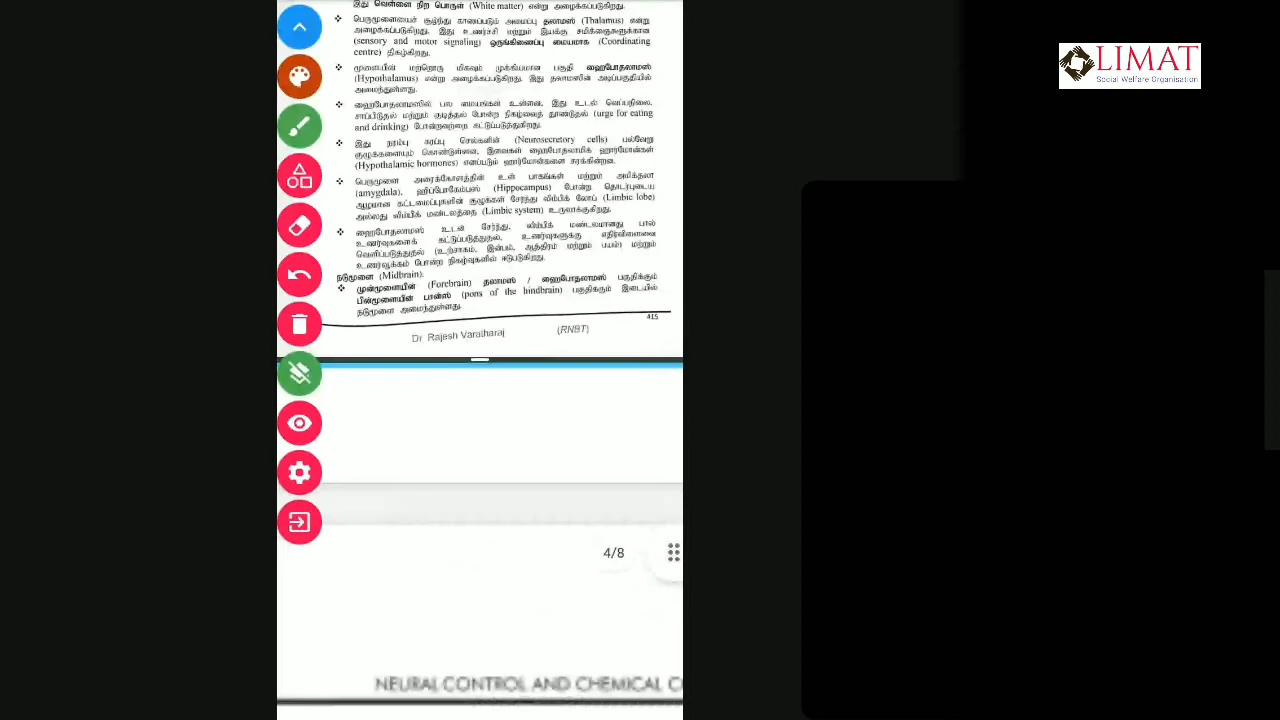 இது வெள்ளை நிற பொருள் (White matter) என்று அழைக்கப்படுகிறது.
❖ பெருமூளையைச் சூழ்ந்து காணப்படும் அமைப்பு தலாமஸ் (Thalamus) என்று
அழைக்கப்படுகிறது. இது உணர்ச்சி மற்றும் இயக்கு சமிக்ஞைகளுக்கான
(sensory and motor signaling) ஒருங்கிணைப்பு மையமாக (Coordinating
centre) திகழ்கிறது.
❖ மூளையின் மற்றொரு மிகவும் முக்கியமான பகுதி ஹைபோதலாமஸ்
(Hypothalamus) என்று அழைக்கப்படுகிறது. இது தலாமஸின் அடிப்பகுதியில்
அமைந்துள்ளது.
❖ ஹைபோதலாமஸில் பல மையங்கள் உள்ளன, இது உடல் வெப்பநிலை,
சாப்பிடுதல் மற்றும் குடித்தல் போன்ற நிகழ்வைத் தூண்டுதல் (urge for eating
and drinking) போன்றவற்றை கட்டுப்படுத்துகிறது.
❖ இது நரம்பு சுரப்பு செல்களின் (Neurosecretory cells) பல்வேறு
குழுக்களையும் கொண்டுள்ளன, இவைகள் ஹைபோதலாமிக் ஹார்மோன்கள்
(Hypothalamic hormones) எனப்படும் ஹார்மோன்களை சுரக்கின்றன.
❖ பெருமூளை அரைக்கோளத்தின் உள் பாகங்கள் மற்றும் அமிக்தலா
(amygdala), ஹிப்போகேம்பஸ் (Hippocampus) போன்ற தொடர்புடைய
ஆழமான கட்டமைப்புகளின் குழுக்கள் சேர்ந்து லிம்பிக் லோப் (Limbic lobe)
அல்லது லிம்பிக் மண்டலத்தை (Limbic system) உருவாக்குகிறது.
❖ ஹைபோதலாமஸ் உடன் சேர்ந்து, லிம்பிக் மண்டலமானது பால்
உணர்வுகளைக் கட்டுப்படுத்துதல், உணர்வுகளுக்கு எதிர்வினையை
வெளிப்படுத்துதல் (உற்சாகம், இன்பம், ஆத்திரம் மற்றும் பயம்) மற்றும்
உணர்வூக்கம் போன்ற நிகழ்வுகளில் ஈடுபடுகிறது.
நடுமூளை (Midbrain).
❖ முன்மூளையின் (Forebrain) தலாமஸ் / ஹைபோதலாமஸ் பகுதிக்கும்
பின்மூளையின் பான்ஸ் (pons of the hindbrain) பகுதிக்கும் இடையில்
நடுமூளை அமைந்துள்ளது.
415
Dr Rajesh Varatharaj (RNBT)
4/8
NEURAL CONTROL AND CHEMICAL C
LIMAT
Social Welfare Organisation